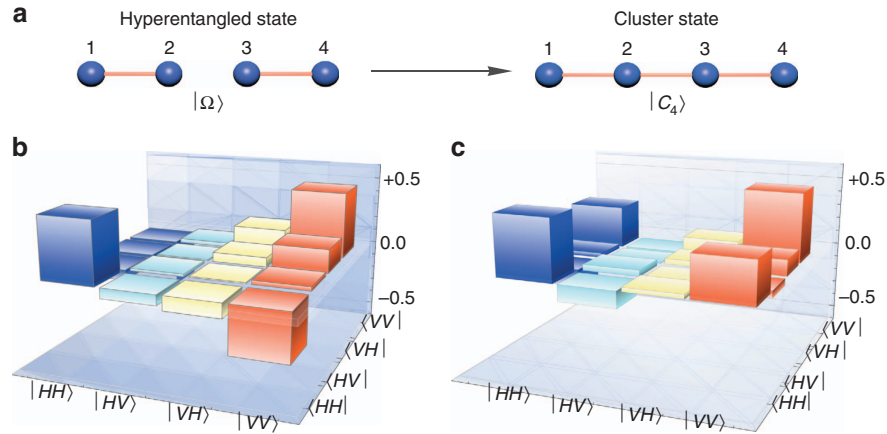 a
Hyperentangled state
Cluster state
1 2 3 4
1 2 3 4
|Ω⟩
|C₄⟩
b
c
+0.5
0.0
−0.5
⟨VV|
⟨VH|
⟨HV|
⟨HH|
|HH⟩
|HV⟩
|VH⟩
|VV⟩
+0.5
0.0
−0.5
⟨VV|
⟨VH|
⟨HV|
⟨HH|
|HH⟩
|HV⟩
|VH⟩
|VV⟩